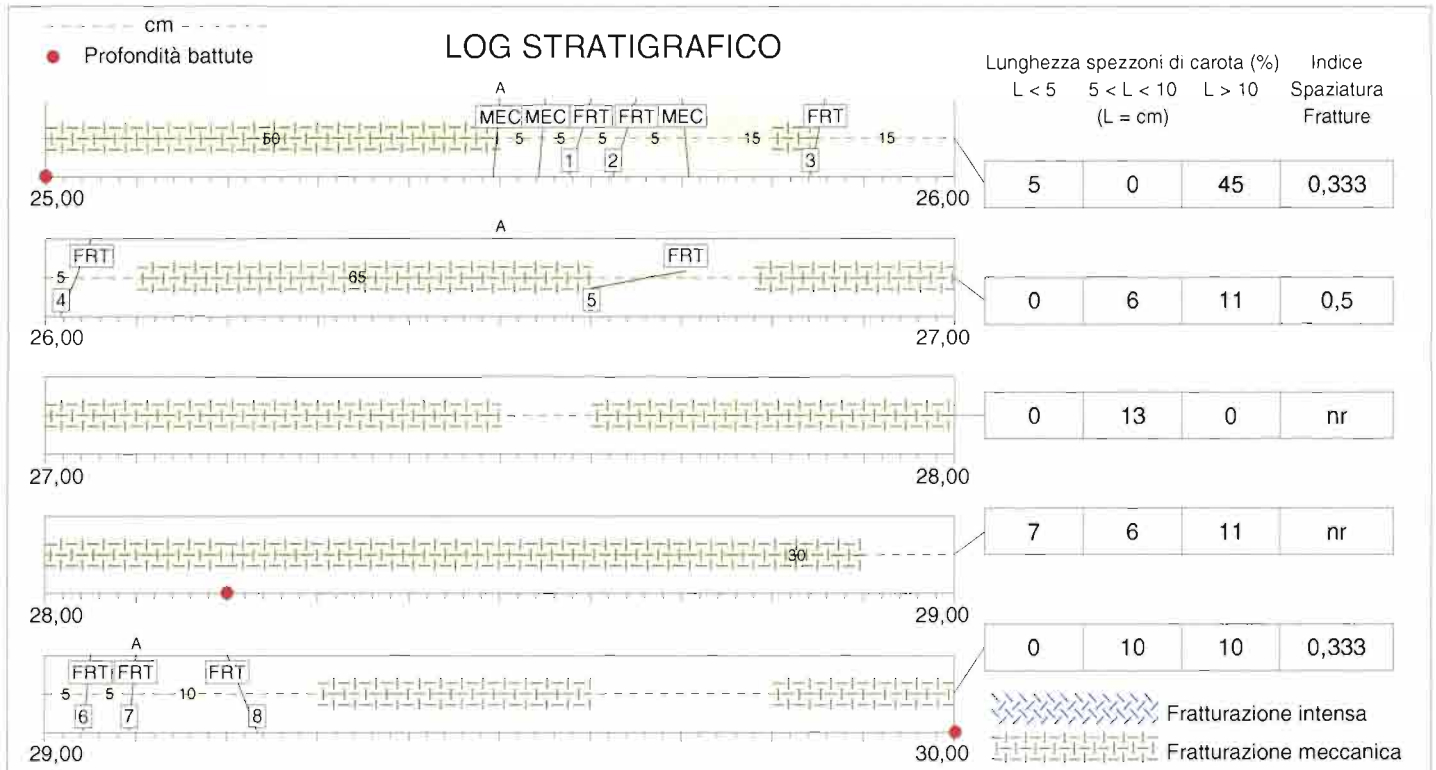 cm
Profondità battute
LOG STRATIGRAFICO
Lunghezza spezzoni di carota (%)
Indice
L < 5 5 < L < 10 L > 10
Spaziatura
(L = cm)
Fratture
A
MEC MEC FRT FRT MEC FRT
50 5 5 5 5 15 15
1 2 3
25,00 26,00
5 0 45 0,333
A
FRT FRT
5 65
4 5
26,00 27,00
0 6 11 0,5
27,00 28,00
0 13 0 nr
30
28,00 29,00
7 6 11 nr
A
FRT FRT FRT
5 5 10
6 7 8
29,00 30,00
0 10 10 0,333
Fratturazione intensa
Fratturazione meccanica